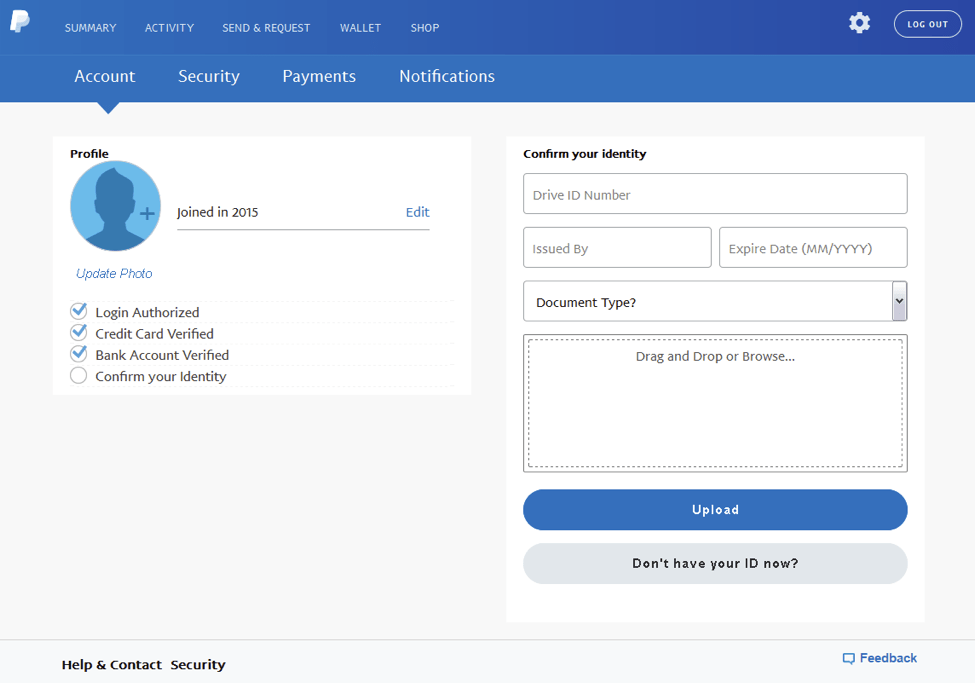 SUMMARY ACTIVITY SEND & REQUEST WALLET SHOP LOG OUT
Account Security Payments Notifications
Profile
Joined in 2015 Edit
Update Photo
Login Authorized
Credit Card Verified
Bank Account Verified
Confirm your Identity
Confirm your identity
Drive ID Number
Issued By Expire Date (MM/YYYY)
Document Type?
Drag and Drop or Browse...
Upload
Don't have your ID now?
Help & Contact Security
Feedback